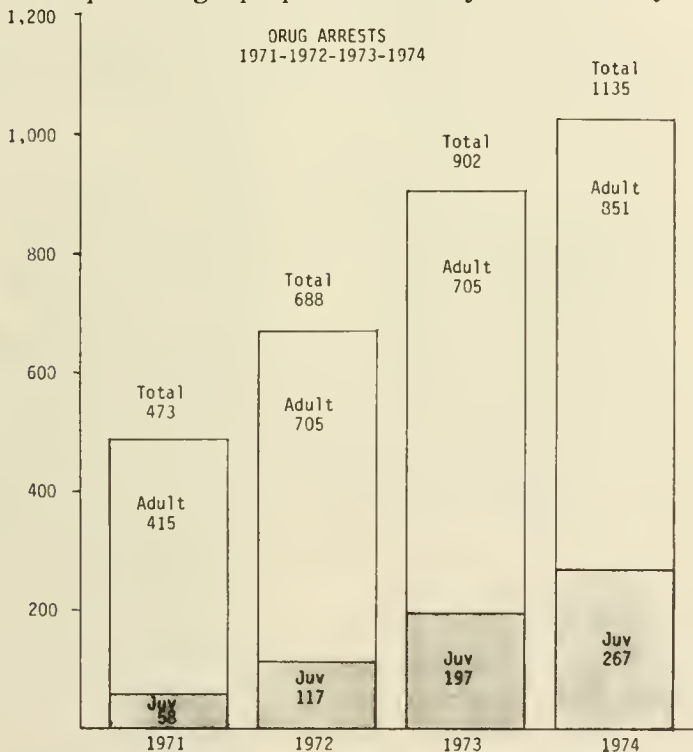 1,200
DRUG ARRESTS
1971-1972-1973-1974
Total
1135
1,000
Total
902
Adult
851
800
Total
688
Adult
705
600
Total
473
Adult
705
400
Adult
415
200
Juv
58
Juv
117
Juv
197
Juv
267
1971
1972
1973
1974